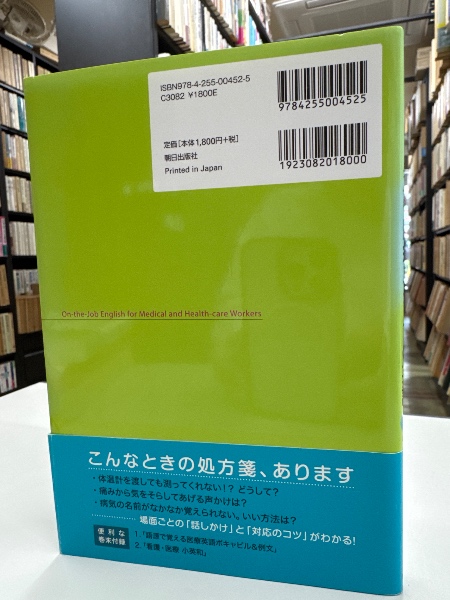 ISBN978-4-255-00452-5
C3082 ¥1800E
9784255004525
定価[本体1,800円+税]
朝日出版社
Printed in Japan
1923082018000
On-the-Job English for Medical and Health-care Workers
こんなときの処方箋、あります
・体温計を渡しても測ってくれない!? どうして?
・痛みから気をそらしてあげる声かけは?
・病気の名前がなかなか覚えられない。いい方法は?
場面ごとの「話しかけ」と「対応のコツ」がわかる!
便利な
巻末付録
1.「語源で覚える医療英語ボキャビル&例文」
2.「看護・医療 小英和」